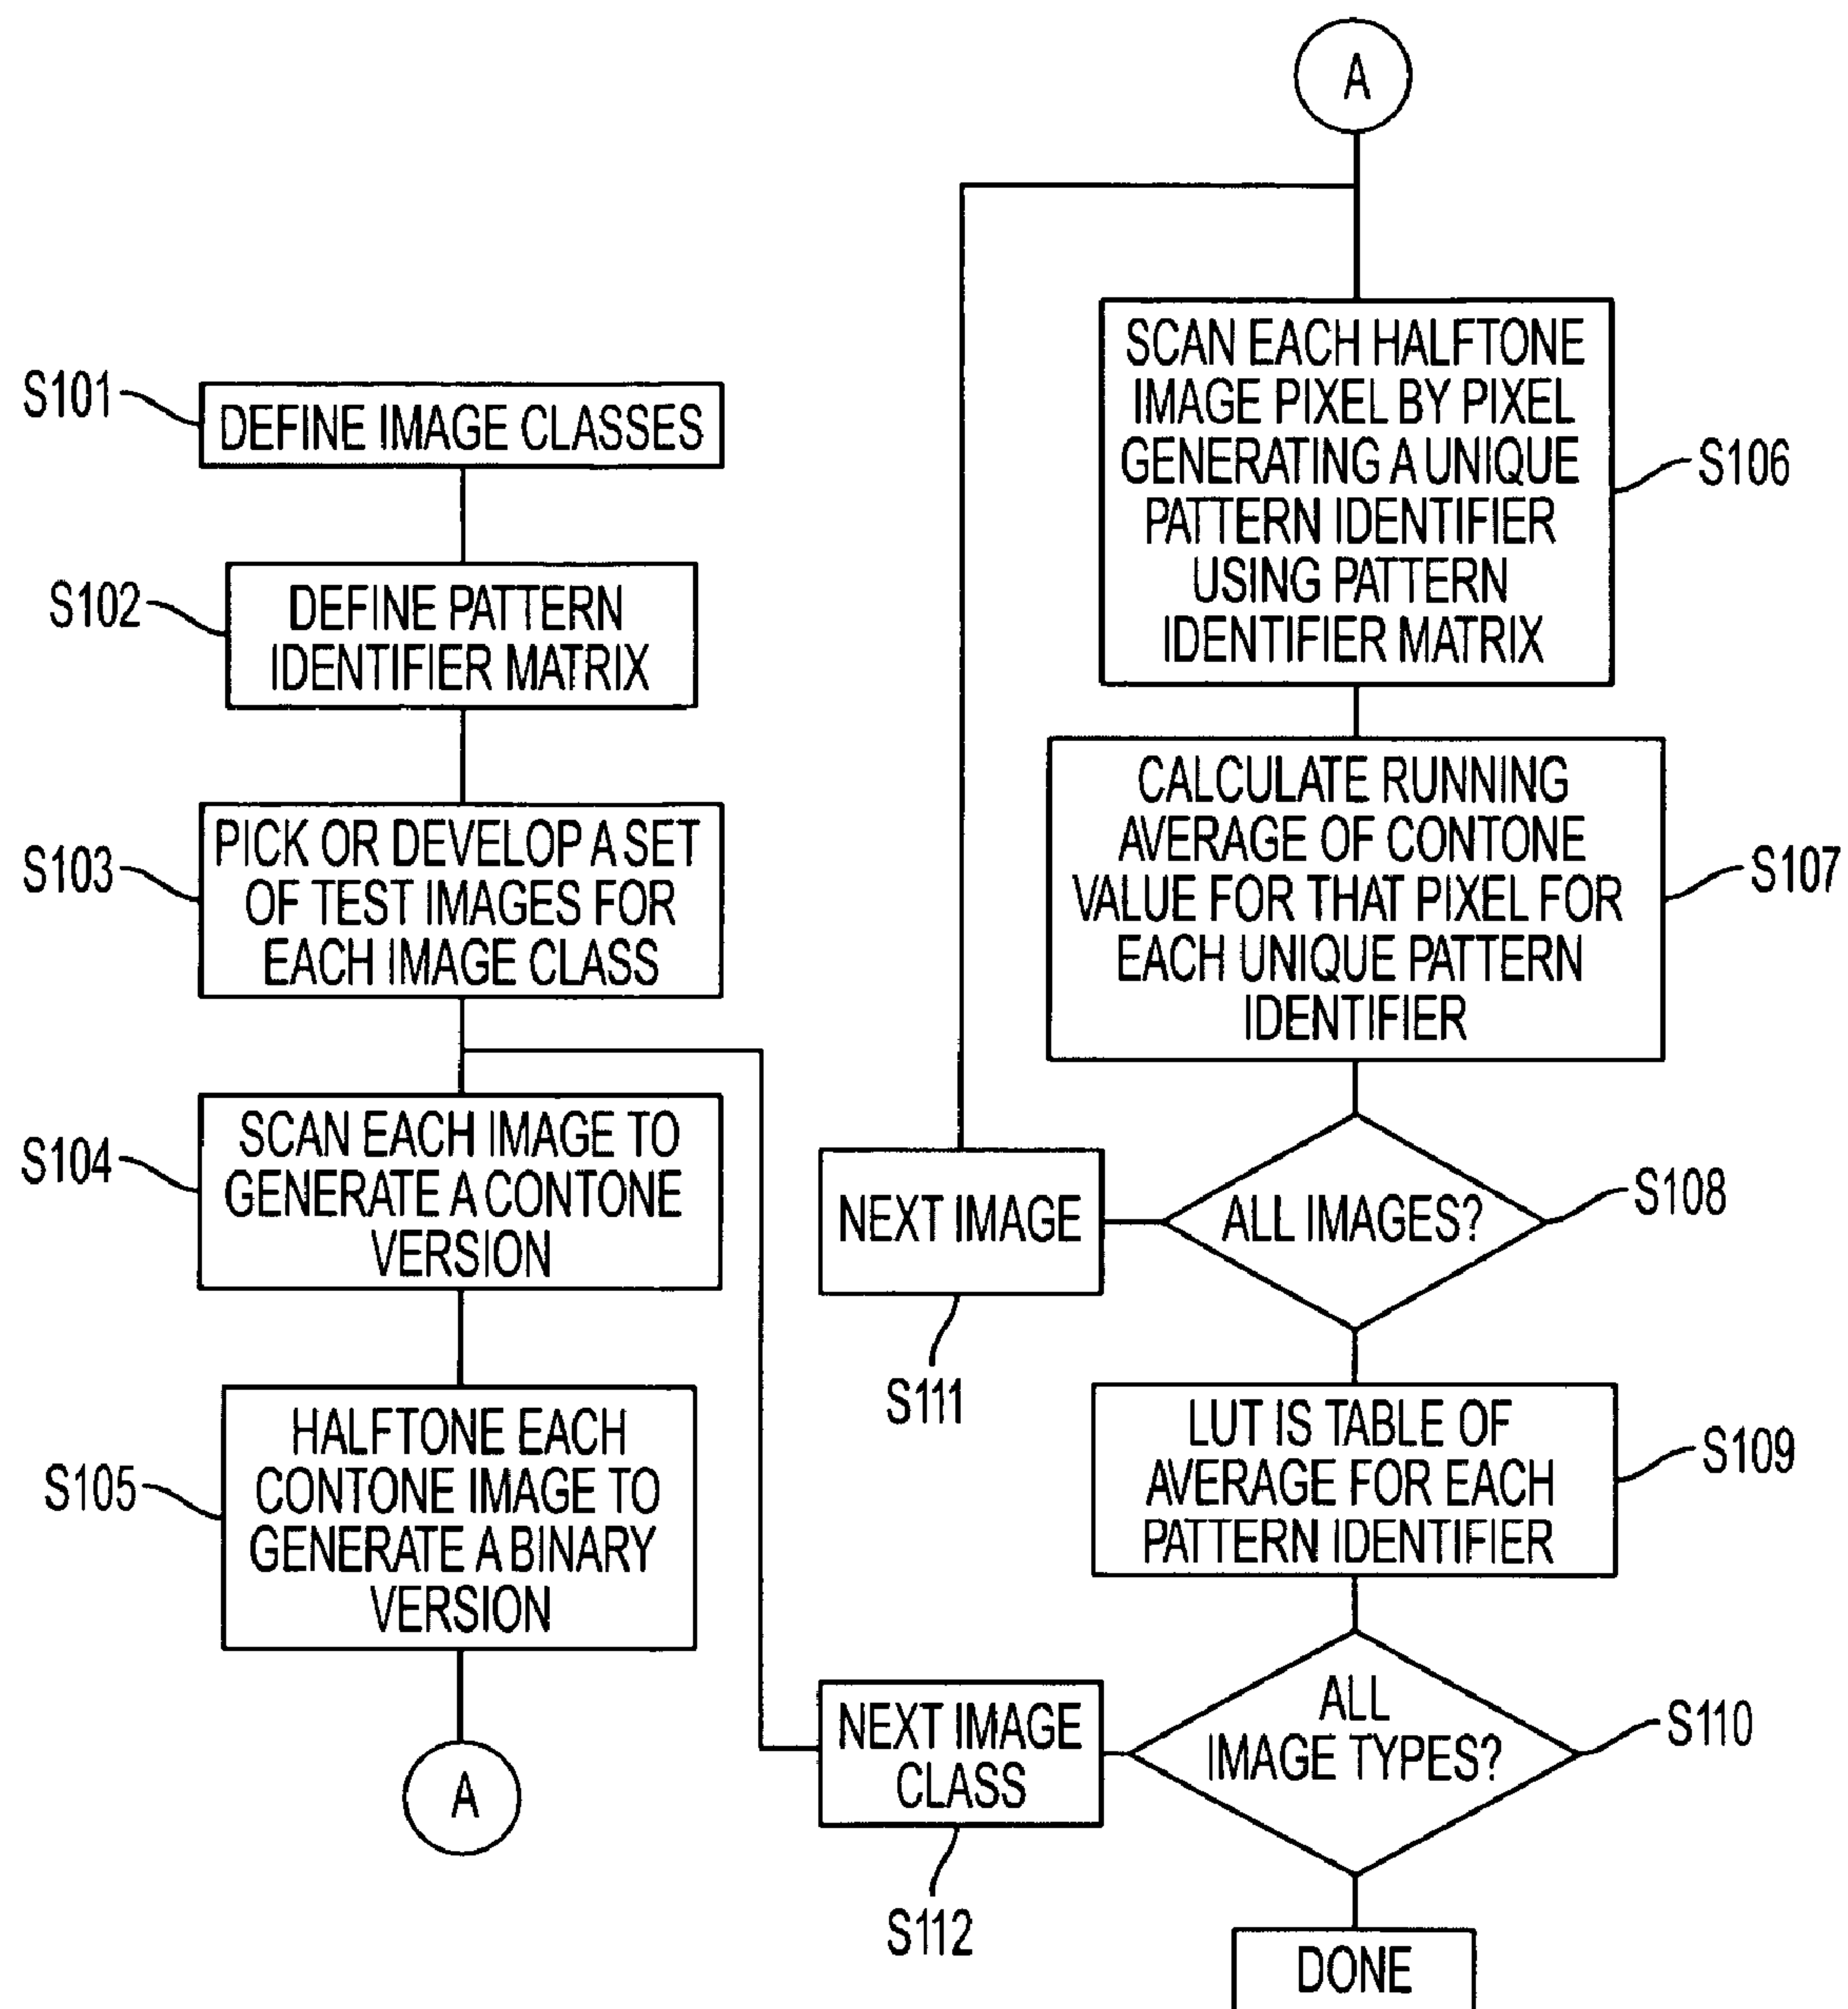 S101
DEFINE IMAGE CLASSES
S102
DEFINE PATTERN
IDENTIFIER MATRIX
S103
PICK OR DEVELOP A SET
OF TEST IMAGES FOR
EACH IMAGE CLASS
S104
SCAN EACH IMAGE TO
GENERATE A CONTONE
VERSION
S105
HALFTONE EACH
CONTONE IMAGE TO
GENERATE A BINARY
VERSION
A
A
SCAN EACH HALFTONE
IMAGE PIXEL BY PIXEL
GENERATING A UNIQUE
PATTERN IDENTIFIER
USING PATTERN
IDENTIFIER MATRIX
S106
CALCULATE RUNNING
AVERAGE OF CONTONE
VALUE FOR THAT PIXEL FOR
EACH UNIQUE PATTERN
IDENTIFIER
S107
ALL IMAGES?
S108
NEXT IMAGE
S111
LUT IS TABLE OF
AVERAGE FOR EACH
PATTERN IDENTIFIER
S109
ALL
IMAGE TYPES?
S110
NEXT IMAGE
CLASS
S112
DONE